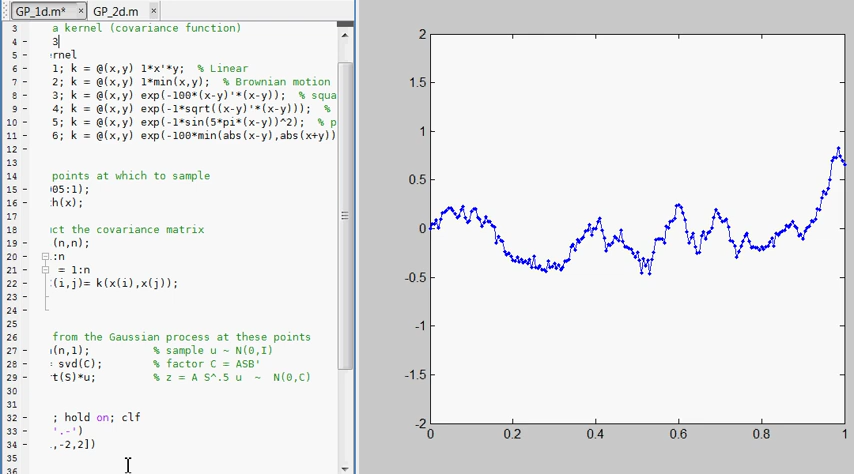 GP_1d.m* × GP_2d.m ×
3 a kernel (covariance function)
4 - 3
5 - rnel
6 - 1; k = @(x,y) 1*x'*y; % Linear
7 - 2; k = @(x,y) 1*min(x,y); % Brownian motion
8 - 3; k = @(x,y) exp(-100*(x-y)'*(x-y)); % squa
9 - 4; k = @(x,y) exp(-1*sqrt((x-y)'*(x-y))); %
10 - 5; k = @(x,y) exp(-1*sin(5*pi*(x-y))^2); % p
11 - 6; k = @(x,y) exp(-100*min(abs(x-y),abs(x+y))
12 -
13
14 points at which to sample
15 - 005:1);
16 - h(x);
17
18 uct the covariance matrix
19 - (n,n);
20 - :n
21 - = 1:n
22 - (i,j)= k(x(i),x(j));
23 -
24 -
25
26 from the Gaussian process at these points
27 - (n,1); % sample u ~ N(0,I)
28 - = svd(C); % factor C = ASB'
29 - rt(S)*u; % z = A S^.5 u ~ N(0,C)
30
31
32 - ; hold on; clf
33 - '.-')
34 - ,-2,2])
35
36
2
1.5
1
0.5
0
-0.5
-1
-1.5
-2
0 0.2 0.4 0.6 0.8 1